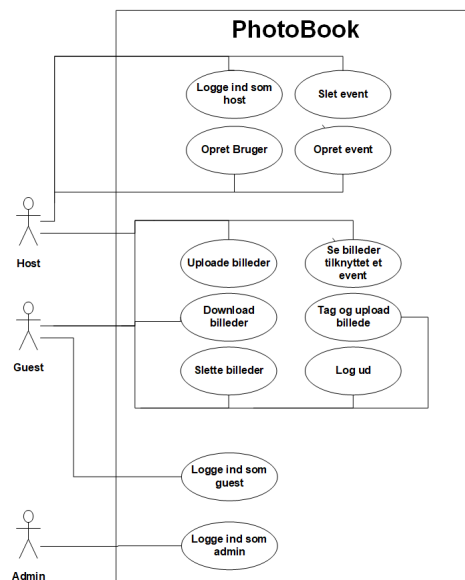 PhotoBook
Logge ind som
host
Slet event
Opret Bruger
Opret event
Host
Uploade billeder
Se billeder
tilknyttet et
event
Download
billeder
Tag og upload
billede
Guest
Slette billeder
Log ud
Logge ind som
guest
Logge ind som
admin
Admin